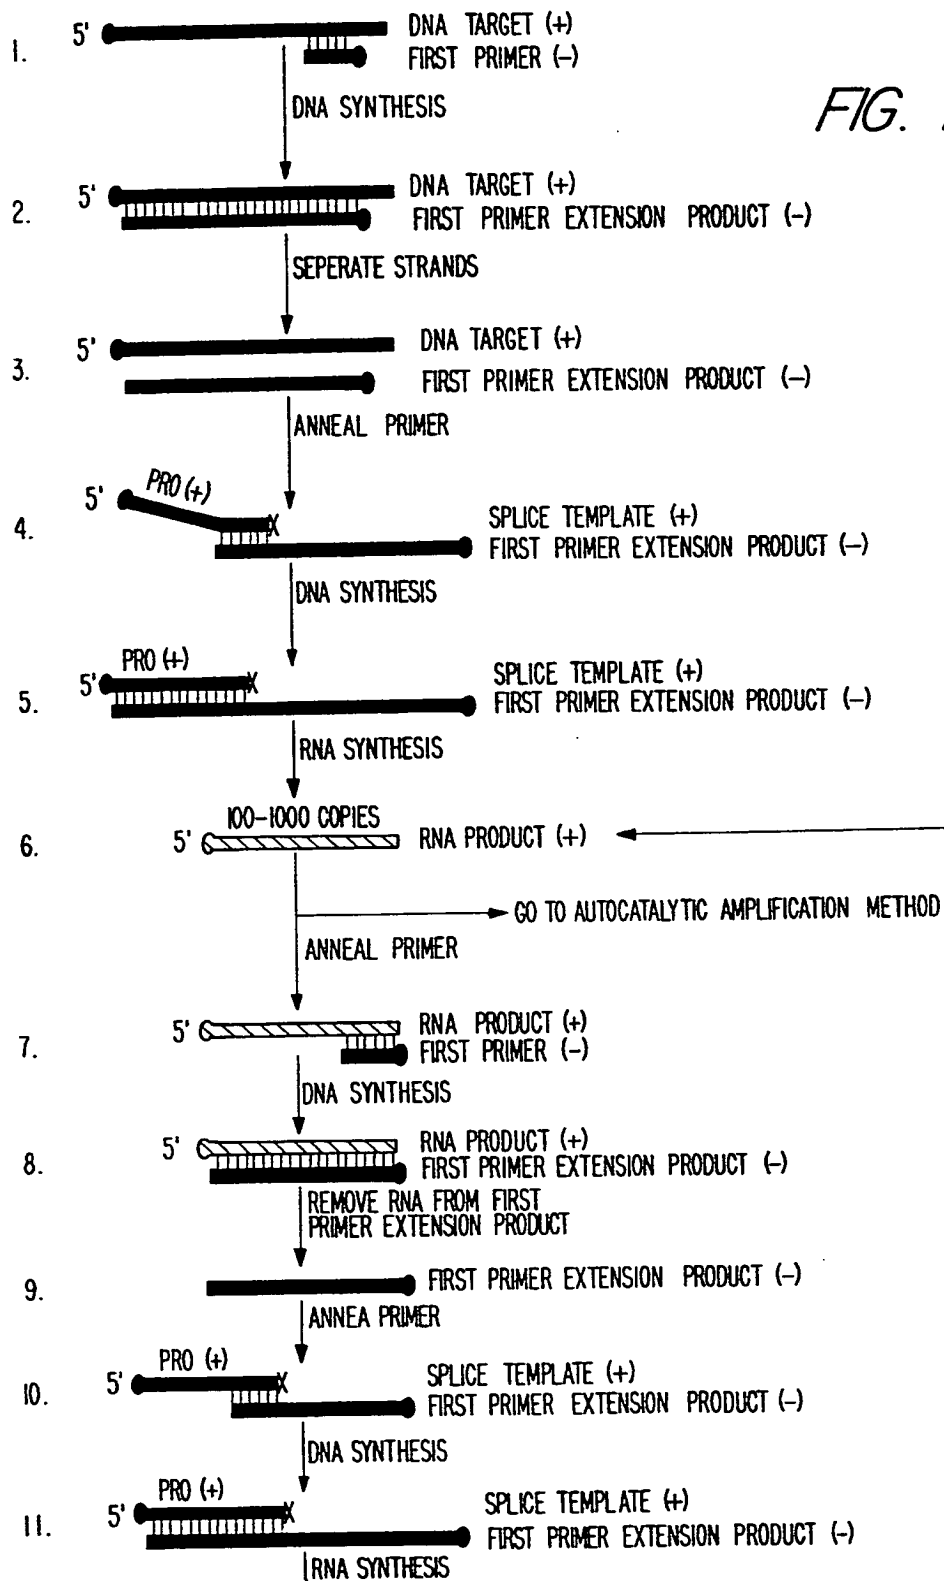 FIG.
1.
5'
DNA TARGET (+)
FIRST PRIMER (-)
DNA SYNTHESIS
2.
5'
DNA TARGET (+)
FIRST PRIMER EXTENSION PRODUCT (-)
SEPERATE STRANDS
3.
5'
DNA TARGET (+)
FIRST PRIMER EXTENSION PRODUCT (-)
ANNEAL PRIMER
4.
5'
PRO (+)
X
SPLICE TEMPLATE (+)
FIRST PRIMER EXTENSION PRODUCT (-)
DNA SYNTHESIS
5.
PRO (+)
5'
X
SPLICE TEMPLATE (+)
FIRST PRIMER EXTENSION PRODUCT (-)
RNA SYNTHESIS
6.
100-1000 COPIES
5'
RNA PRODUCT (+)
GO TO AUTOCATALYTIC AMPLIFICATION METHOD
ANNEAL PRIMER
7.
5'
RNA PRODUCT (+)
FIRST PRIMER (-)
DNA SYNTHESIS
8.
5'
RNA PRODUCT (+)
FIRST PRIMER EXTENSION PRODUCT (-)
REMOVE RNA FROM FIRST
PRIMER EXTENSION PRODUCT
9.
FIRST PRIMER EXTENSION PRODUCT (-)
ANNEA PRIMER
10.
PRO (+)
5'
X
SPLICE TEMPLATE (+)
FIRST PRIMER EXTENSION PRODUCT (-)
DNA SYNTHESIS
11.
PRO (+)
5'
X
SPLICE TEMPLATE (+)
FIRST PRIMER EXTENSION PRODUCT (-)
RNA SYNTHESIS